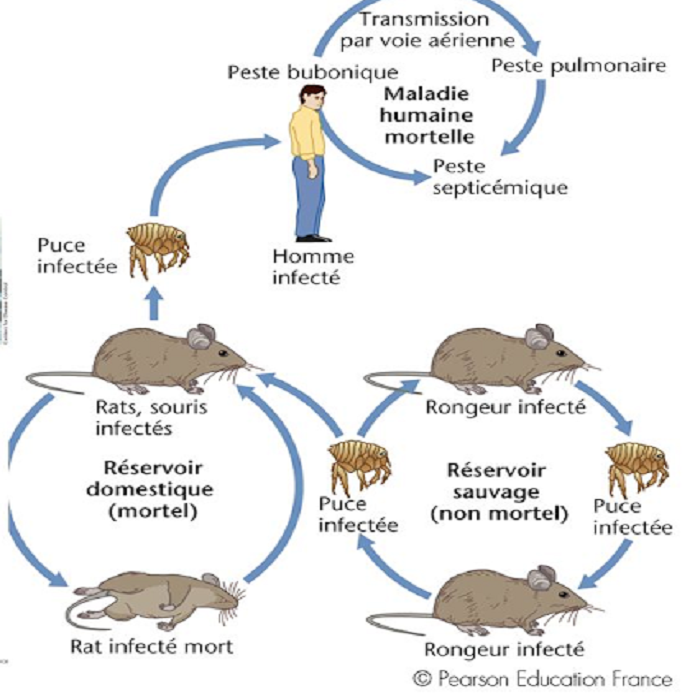 Transmission
par voie aérienne
Peste bubonique
Peste pulmonaire
Maladie
humaine
mortelle
Peste
septicémique
Puce
infectée
Homme
infecté
Rats, souris
infectés
Rongeur infecté
Réservoir
domestique
(mortel)
Puce
infectée
Réservoir
sauvage
(non mortel)
Puce
infectée
Rat infecté mort
Rongeur infecté
© Pearson Education France